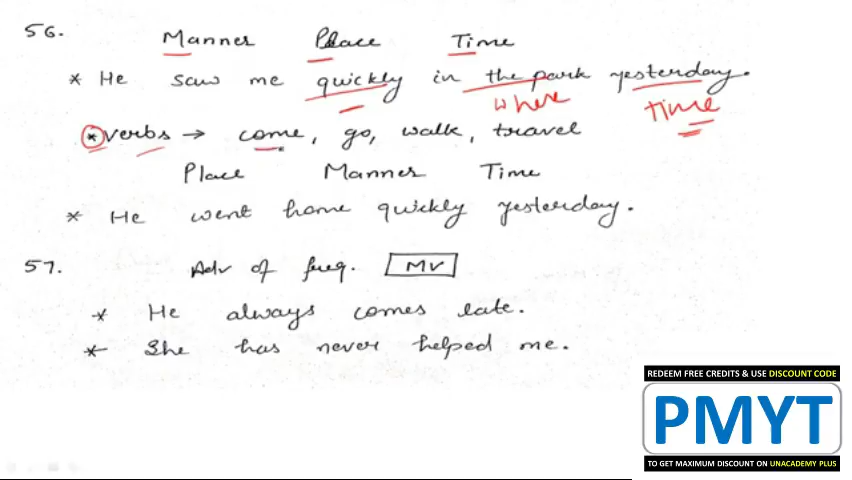 56.
Manner Place Time
* He saw me quickly in the park yesterday.
where time
* verbs → come, go, walk, travel
Place Manner Time
* He went home quickly yesterday.
57. Adv of freq. MV
* He always comes late.
* She has never helped me.
REDEEM FREE CREDITS & USE DISCOUNT CODE
PMYT
TO GET MAXIMUM DISCOUNT ON UNACADEMY PLUS